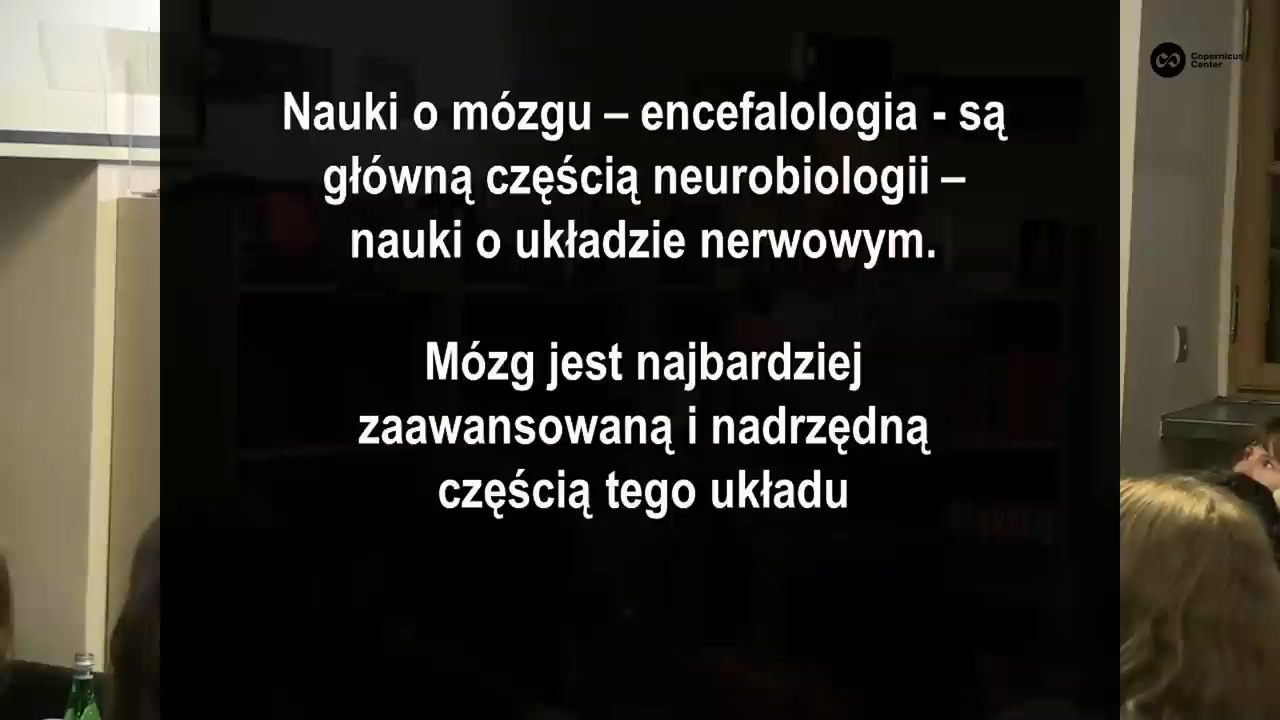 Copernicus
Center
Nauki o mózgu – encefalologia - są
główną częścią neurobiologii –
nauki o układzie nerwowym.
Mózg jest najbardziej
zaawansowaną i nadrzędną
częścią tego układu